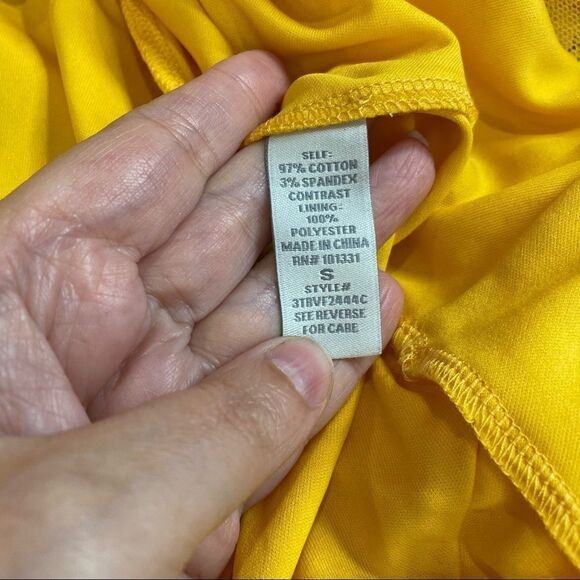 SELF:
97% COTTON
3% SPANDEX
CONTRAST
LINING:
100%
POLYESTER
MADE IN CHINA
RN# 101331
S
STYLE#
3TBVF2444C
SEE REVERSE
FOR CARE